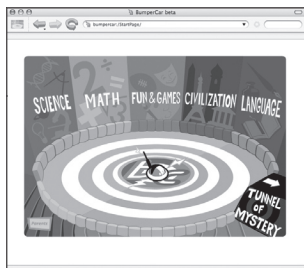 BumperCar beta
bumpercar://StartPage/
SCIENCE MATH FUN & GAMES CIVILIZATION LANGUAGE
TUNNEL
OF
MYSTERY